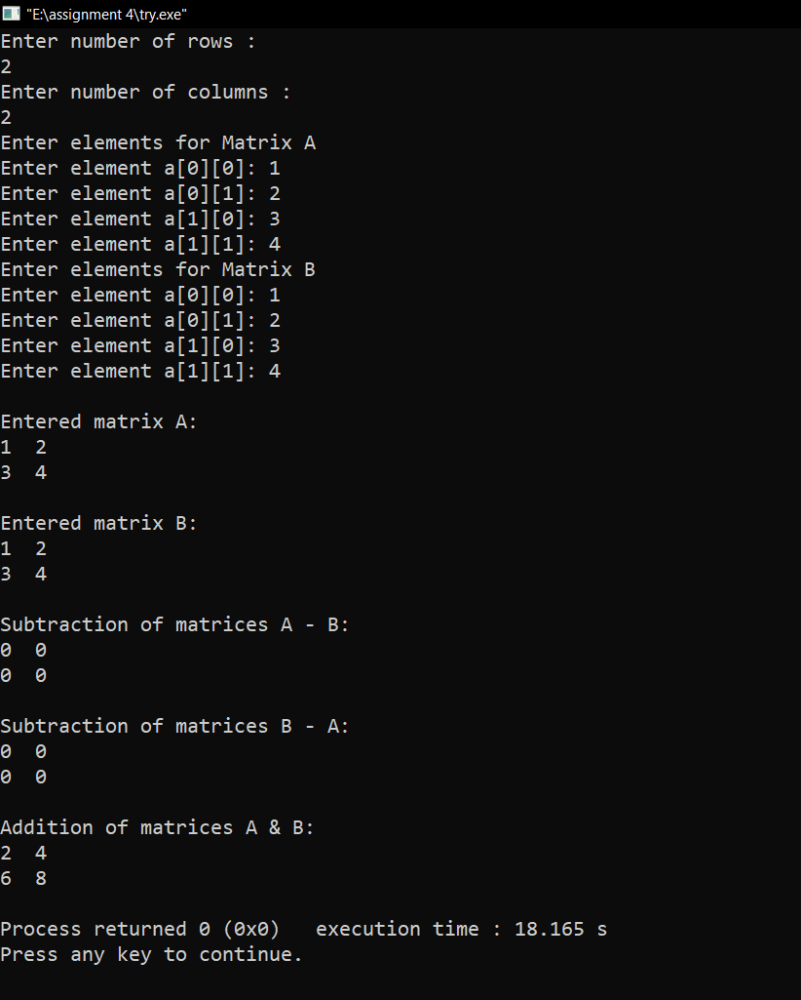 "E:\assignment 4\try.exe"
Enter number of rows :
2
Enter number of columns :
2
Enter elements for Matrix A
Enter element a[0][0]: 1
Enter element a[0][1]: 2
Enter element a[1][0]: 3
Enter element a[1][1]: 4
Enter elements for Matrix B
Enter element a[0][0]: 1
Enter element a[0][1]: 2
Enter element a[1][0]: 3
Enter element a[1][1]: 4
Entered matrix A:
1  2
3  4
Entered matrix B:
1  2
3  4
Subtraction of matrices A - B:
0  0
0  0
Subtraction of matrices B - A:
0  0
0  0
Addition of matrices A & B:
2  4
6  8
Process returned 0 (0x0)   execution time : 18.165 s
Press any key to continue.